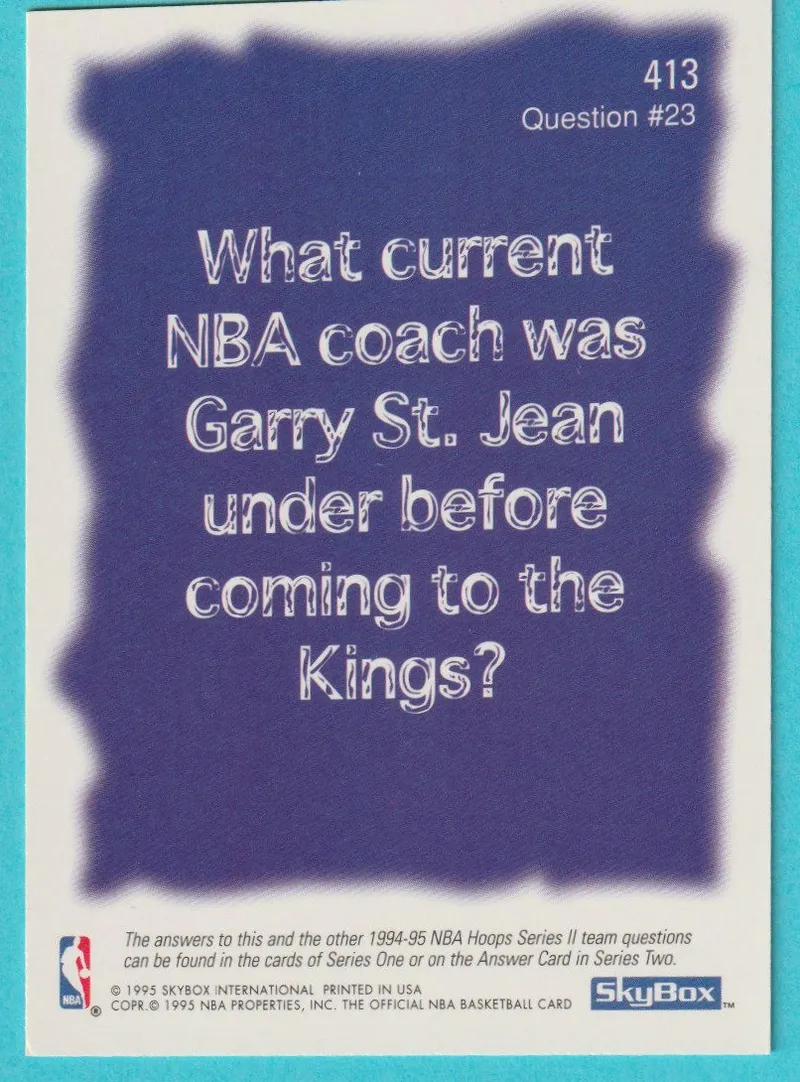 413
Question #23
What current
NBA coach was
Garry St. Jean
under before
coming to the
Kings?
The answers to this and the other 1994-95 NBA Hoops Series II team questions
can be found in the cards of Series One or on the Answer Card in Series Two.
© 1995 SKYBOX INTERNATIONAL PRINTED IN USA
COPR.© 1995 NBA PROPERTIES, INC. THE OFFICIAL NBA BASKETBALL CARD
NBA ®
SkyBox ™